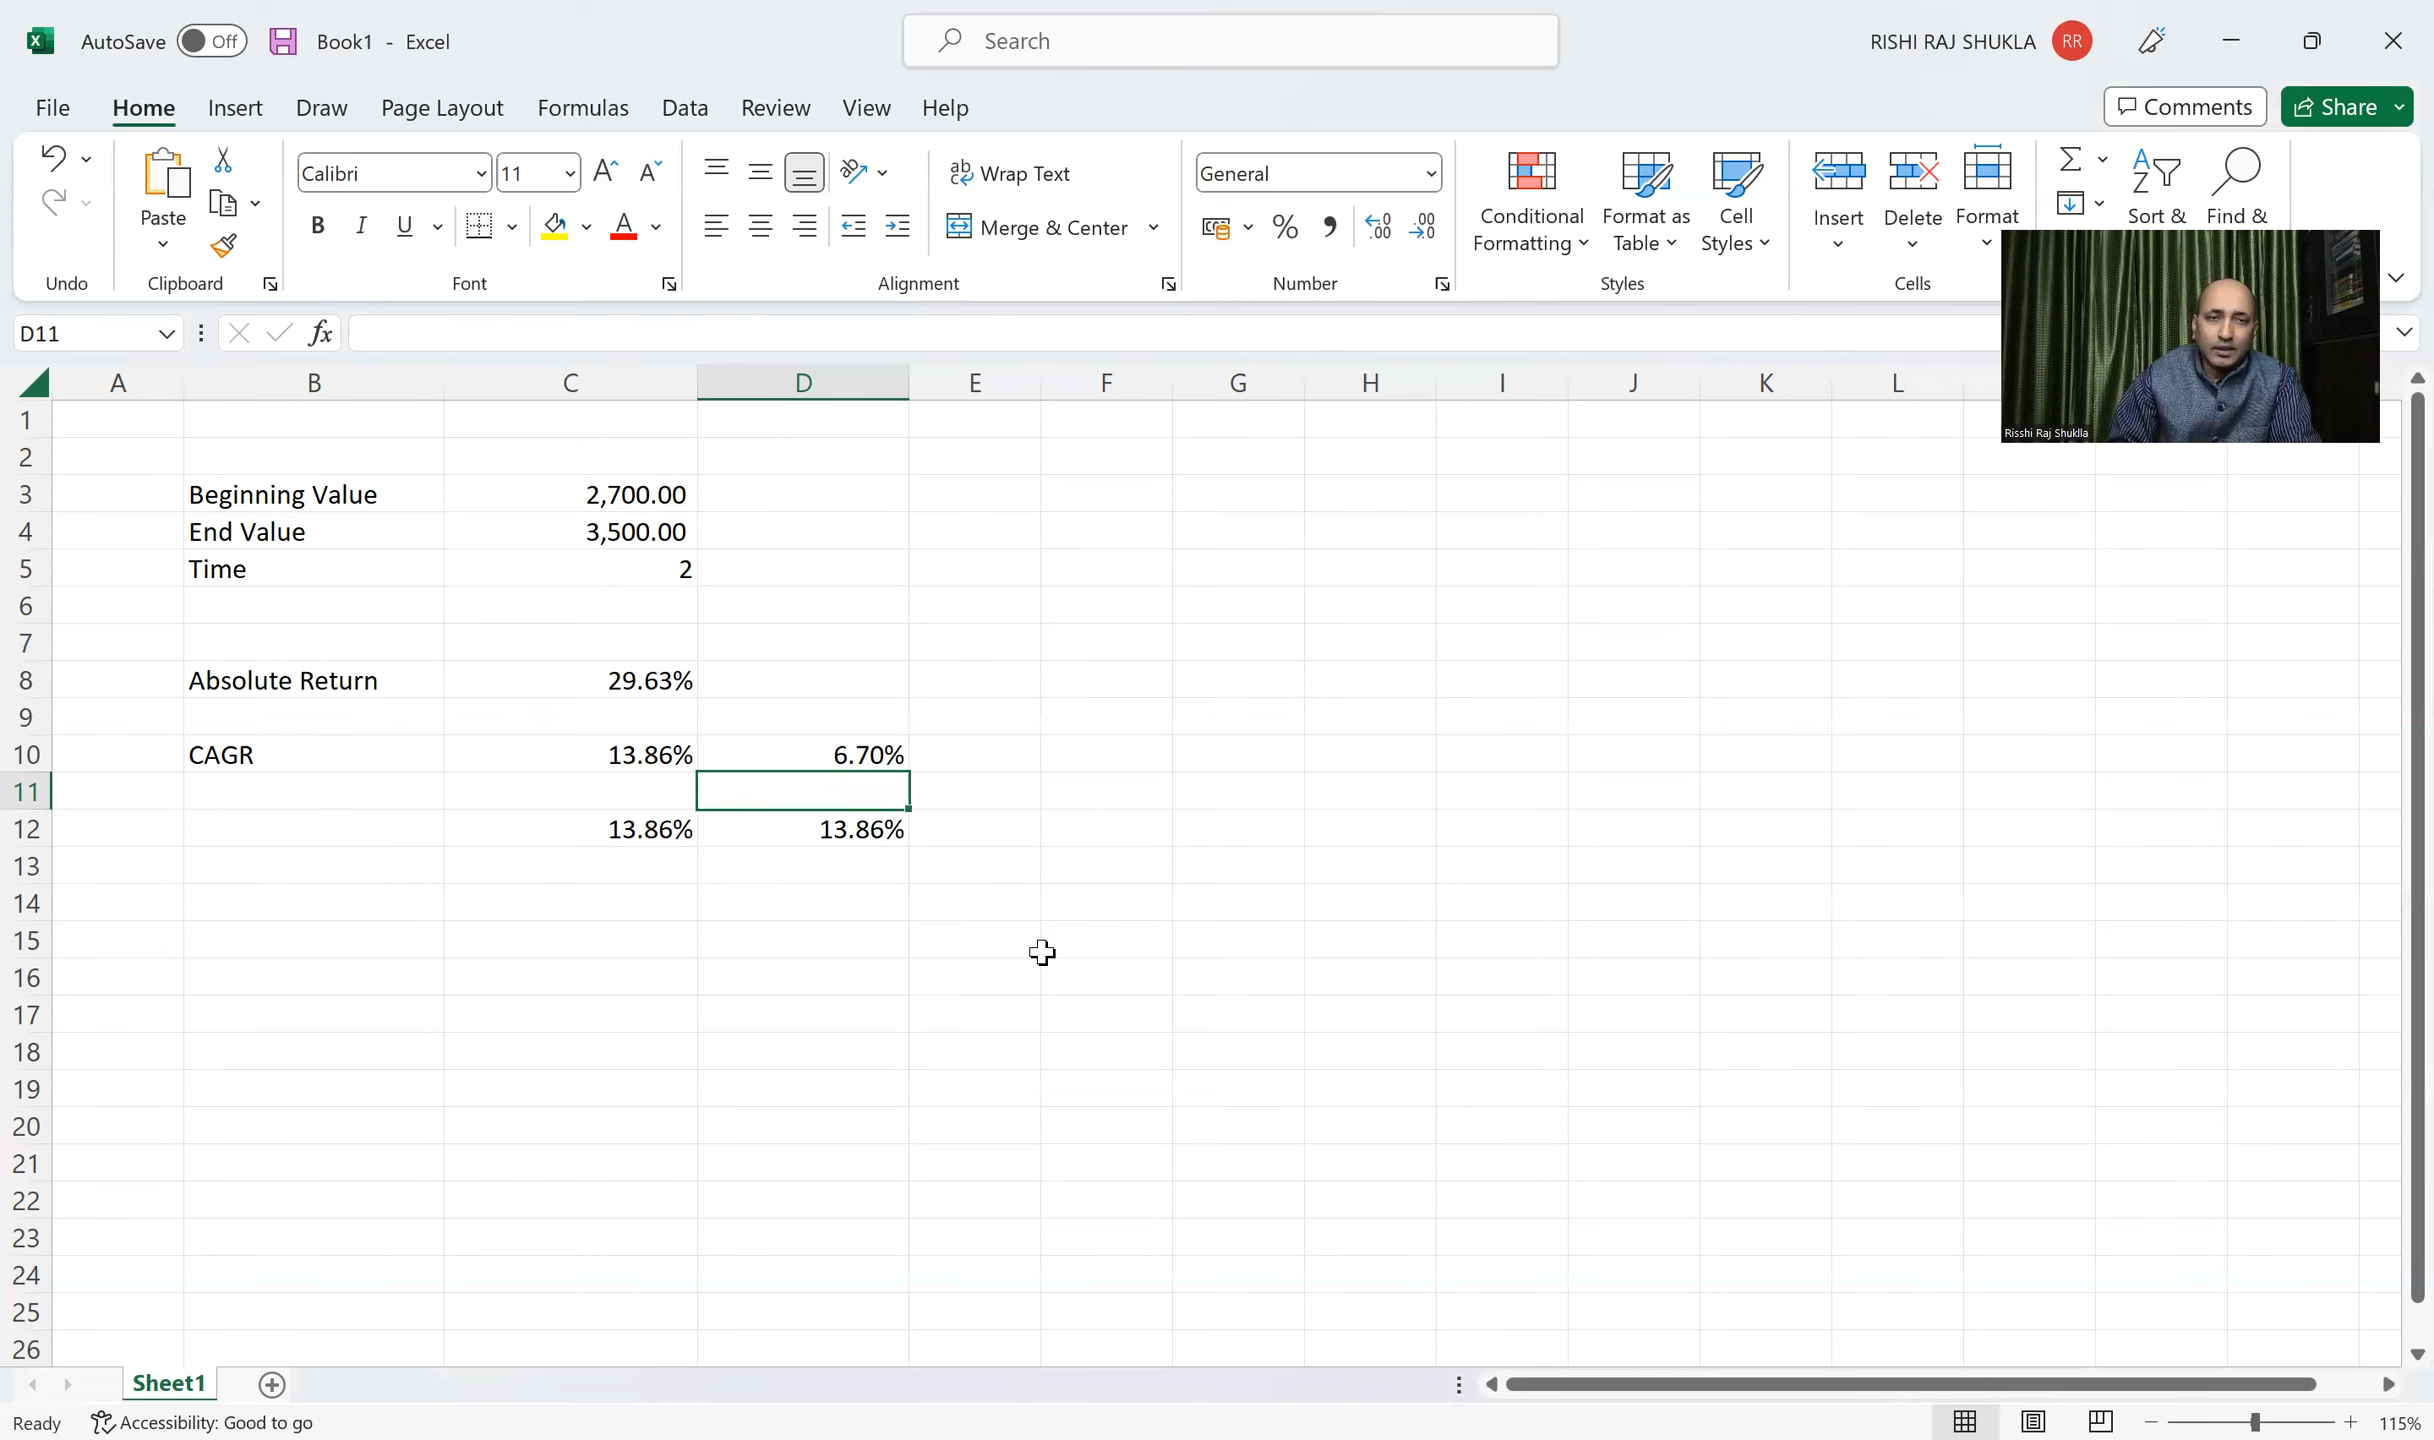 AutoSave Off Book1 - Excel Search RISHI RAJ SHUKLA RR
File Home Insert Draw Page Layout Formulas Data Review View Help Comments Share
Calibri 11 Wrap Text General
Paste B I U Merge & Center % Conditional Formatting Format as Table Cell Styles Insert Delete Format Sort & Find &
Undo Clipboard Font Alignment Number Styles Cells
Risshi Raj Shuklla
D11 fx
A B C D E F G H I J K L
1
2
3 Beginning Value 2,700.00
4 End Value 3,500.00
5 Time 2
6
7
8 Absolute Return 29.63%
9
10 CAGR 13.86% 6.70%
11
12 13.86% 13.86%
13
14
15
16
17
18
19
20
21
22
23
24
25
26
Sheet1
Ready Accessibility: Good to go 115%